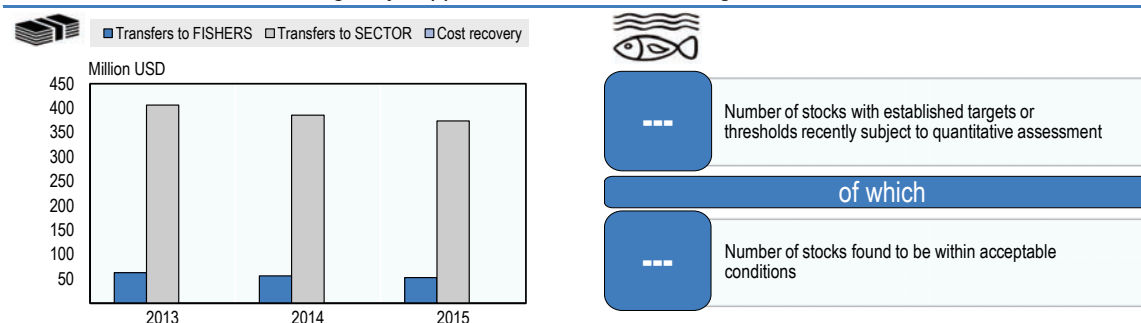 Transfers to FISHERS Transfers to SECTOR Cost recovery
Million USD
450
400
350
300
250
200
150
100
50
2013 2014 2015
--- Number of stocks with established targets or
thresholds recently subject to quantitative assessment
of which
--- Number of stocks found to be within acceptable
conditions